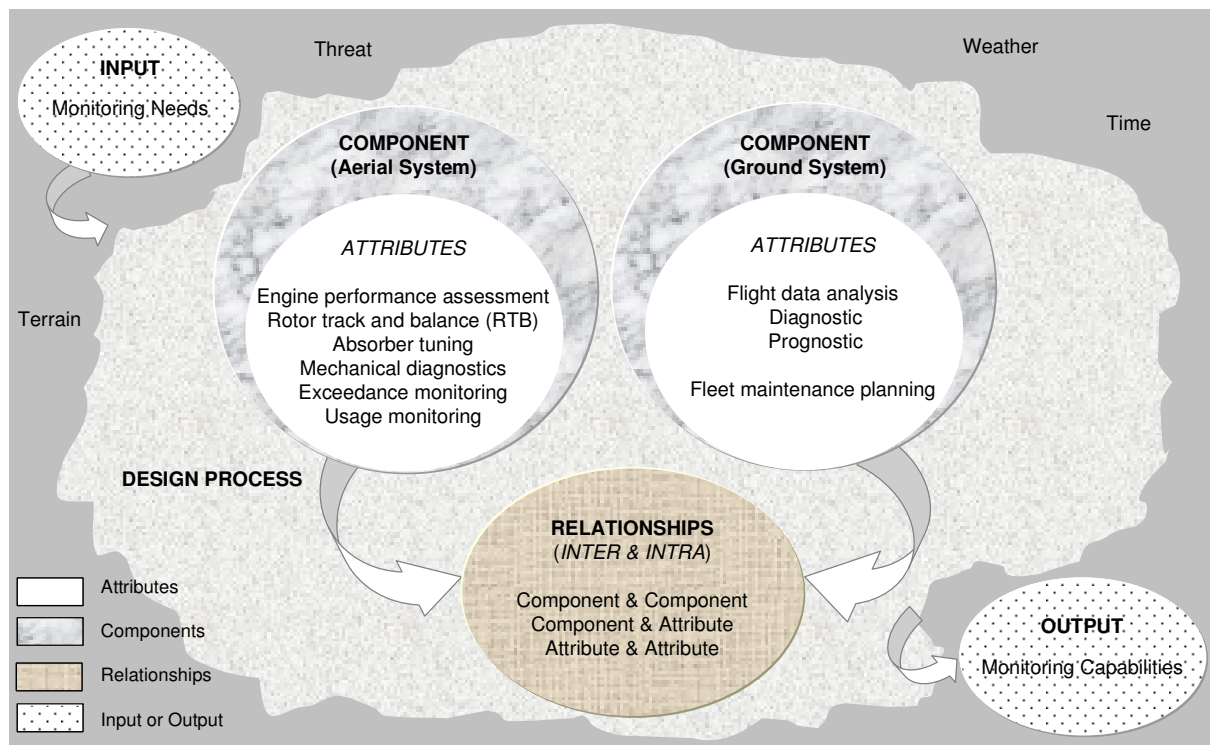 Threat
Weather
INPUT
Monitoring Needs
Time
COMPONENT
(Aerial System)
ATTRIBUTES
Engine performance assessment
Rotor track and balance (RTB)
Absorber tuning
Mechanical diagnostics
Exceedance monitoring
Usage monitoring
COMPONENT
(Ground System)
ATTRIBUTES
Flight data analysis
Diagnostic
Prognostic
Fleet maintenance planning
Terrain
DESIGN PROCESS
RELATIONSHIPS
(INTER & INTRA)
Component & Component
Component & Attribute
Attribute & Attribute
Attributes
Components
Relationships
Input or Output
OUTPUT
Monitoring Capabilities